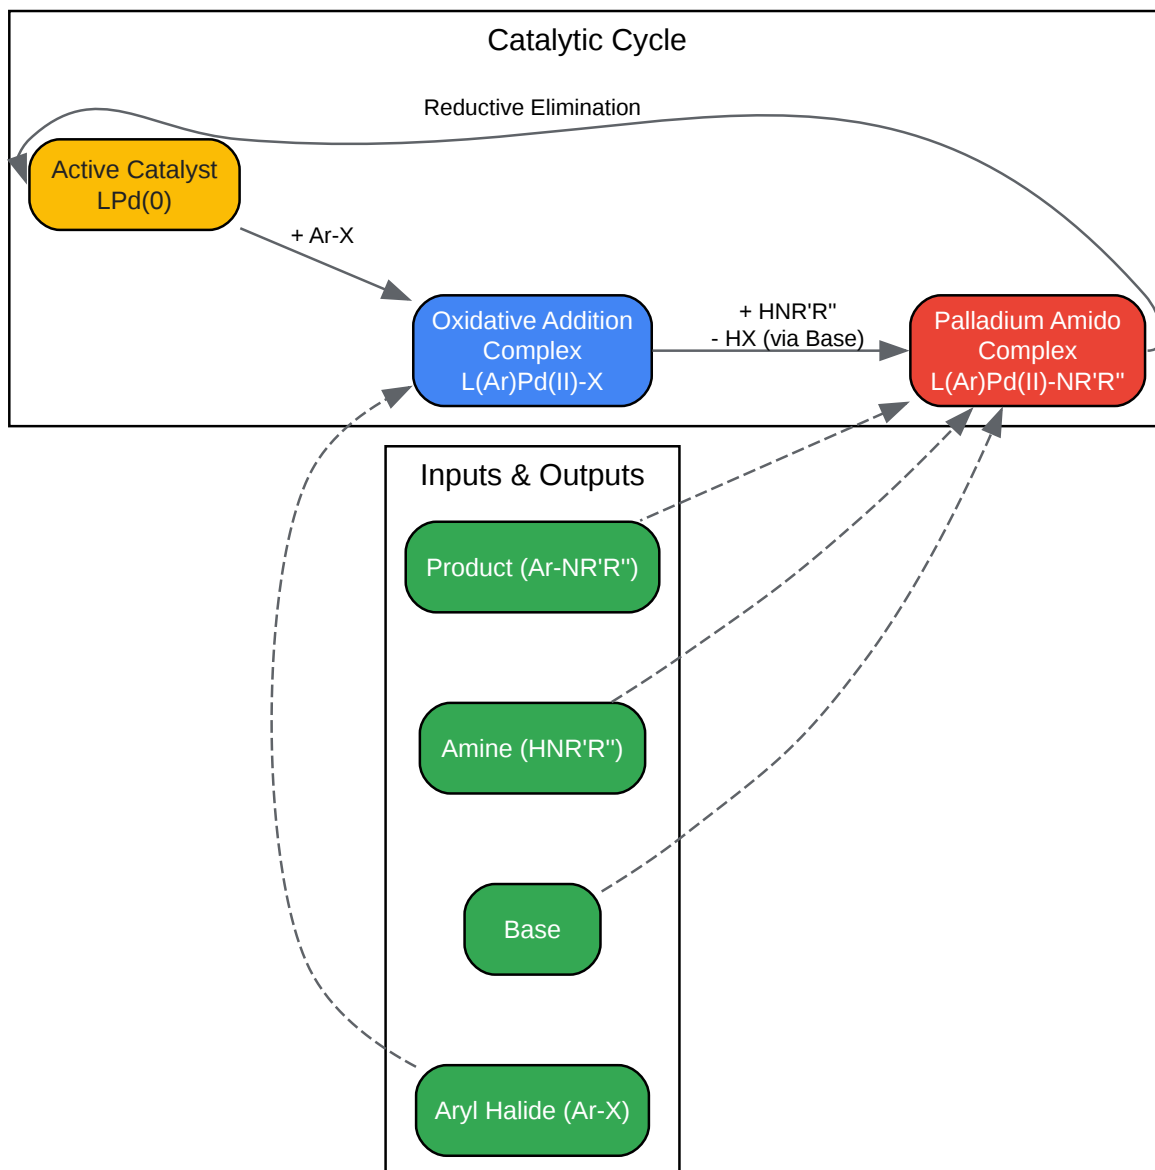 Catalytic Cycle
Reductive Elimination
Active Catalyst
LPd(0)
+ Ar-X
Oxidative Addition
Complex
L(Ar)Pd(II)-X
+ HNR'R''
- HX (via Base)
Palladium Amido
Complex
L(Ar)Pd(II)-NR'R''
Inputs & Outputs
Product (Ar-NR'R'')
Amine (HNR'R'')
Base
Aryl Halide (Ar-X)